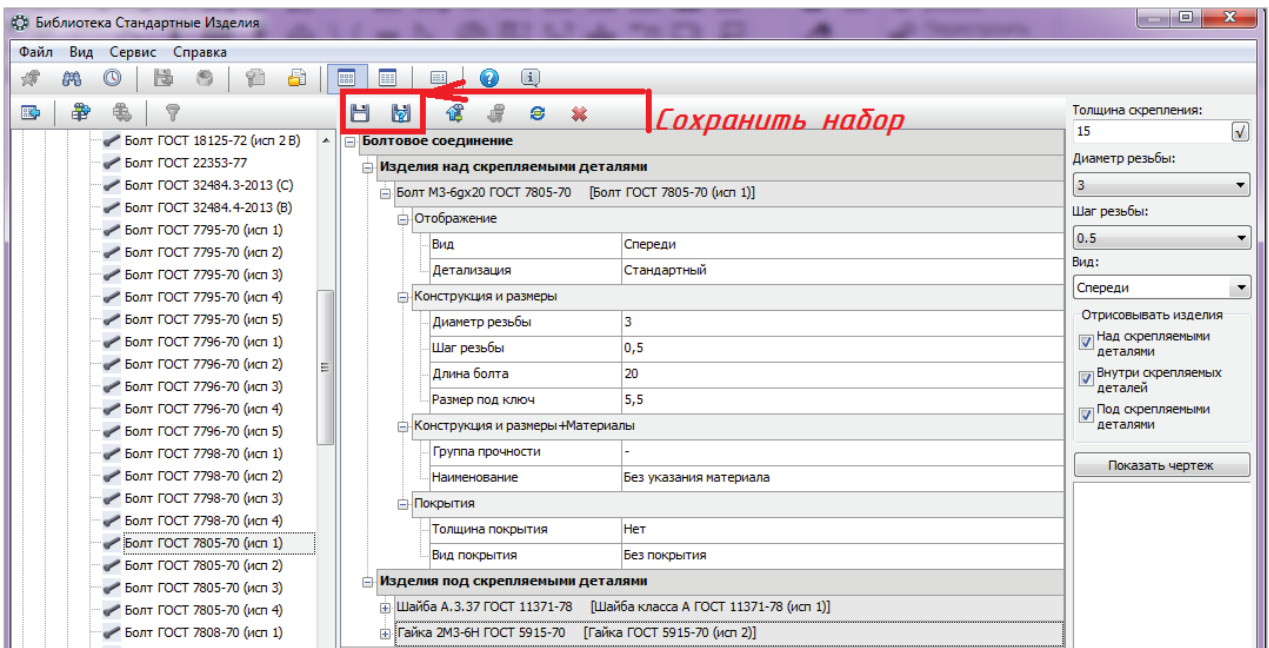 Библиотека Стандартные Изделия
Файл Вид Сервис Справка
Сохранить набор
Болт ГОСТ 18125-72 (исп 2 В)
Болт ГОСТ 22353-77
Болт ГОСТ 32484.3-2013 (С)
Болт ГОСТ 32484.4-2013 (В)
Болт ГОСТ 7795-70 (исп 1)
Болт ГОСТ 7795-70 (исп 2)
Болт ГОСТ 7795-70 (исп 3)
Болт ГОСТ 7795-70 (исп 4)
Болт ГОСТ 7795-70 (исп 5)
Болт ГОСТ 7796-70 (исп 1)
Болт ГОСТ 7796-70 (исп 2)
Болт ГОСТ 7796-70 (исп 3)
Болт ГОСТ 7796-70 (исп 4)
Болт ГОСТ 7796-70 (исп 5)
Болт ГОСТ 7798-70 (исп 1)
Болт ГОСТ 7798-70 (исп 2)
Болт ГОСТ 7798-70 (исп 3)
Болт ГОСТ 7798-70 (исп 4)
Болт ГОСТ 7805-70 (исп 1)
Болт ГОСТ 7805-70 (исп 2)
Болт ГОСТ 7805-70 (исп 3)
Болт ГОСТ 7805-70 (исп 4)
Болт ГОСТ 7808-70 (исп 1)
Болтовое соединение
Изделия над скрепляемыми деталями
Болт М3-6gx20 ГОСТ 7805-70 [Болт ГОСТ 7805-70 (исп 1)]
Отображение
Вид Спереди
Детализация Стандартный
Конструкция и размеры
Диаметр резьбы 3
Шаг резьбы 0,5
Длина болта 20
Размер под ключ 5,5
Конструкция и размеры+Материалы
Группа прочности -
Наименование Без указания материала
Покрытия
Толщина покрытия Нет
Вид покрытия Без покрытия
Изделия под скрепляемыми деталями
Шайба А.3.37 ГОСТ 11371-78 [Шайба класса А ГОСТ 11371-78 (исп 1)]
Гайка 2М3-6Н ГОСТ 5915-70 [Гайка ГОСТ 5915-70 (исп 2)]
Толщина скрепления:
15
Диаметр резьбы:
3
Шаг резьбы:
0.5
Вид:
Спереди
Отрисовывать изделия
Над скрепляемыми
деталями
Внутри скрепляемых
деталей
Под скрепляемыми
деталями
Показать чертеж